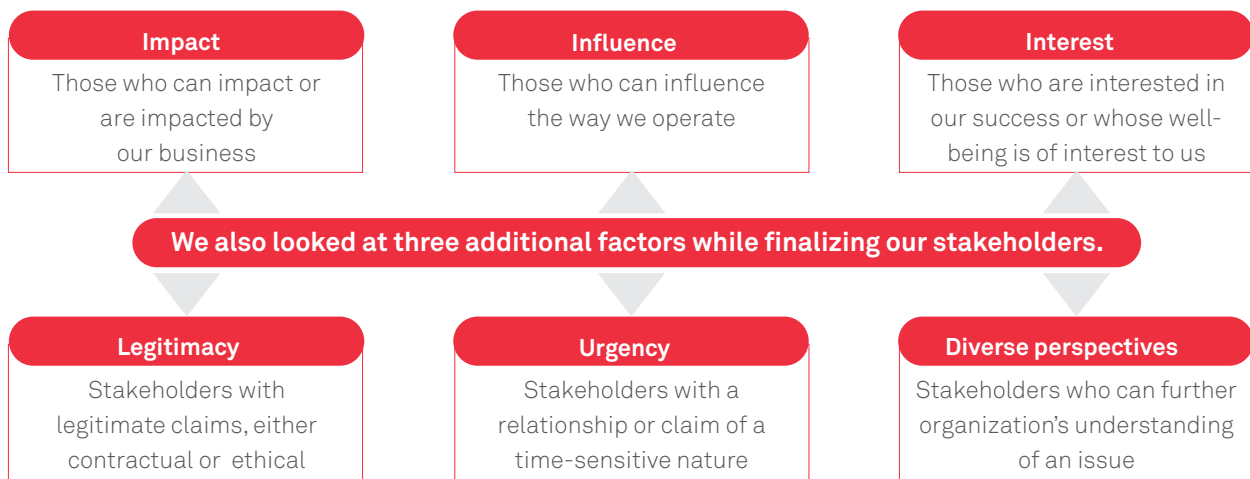 Impact
Those who can impact or
are impacted by
our business
Influence
Those who can influence
the way we operate
Interest
Those who are interested in
our success or whose well-
being is of interest to us
We also looked at three additional factors while finalizing our stakeholders.
Legitimacy
Stakeholders with
legitimate claims, either
contractual or ethical
Urgency
Stakeholders with a
relationship or claim of a
time-sensitive nature
Diverse perspectives
Stakeholders who can further
organization's understanding
of an issue